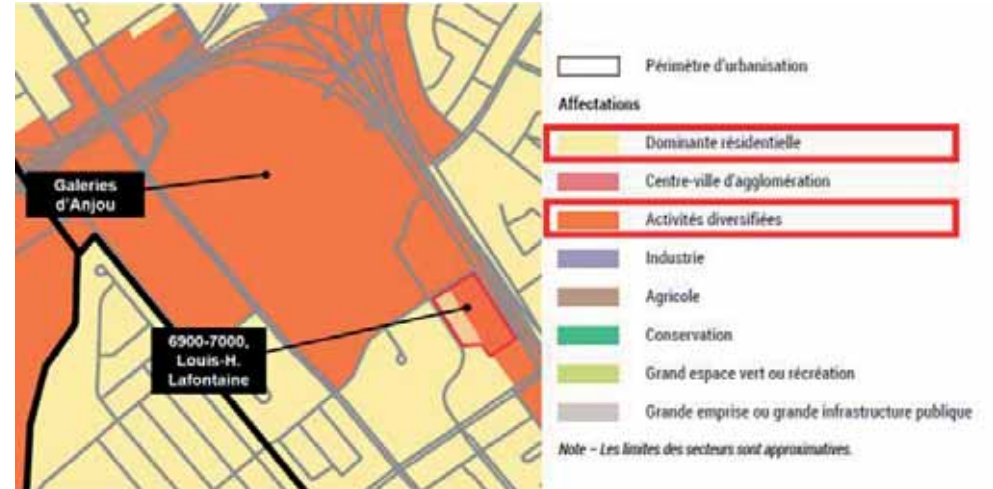 Galeries
d'Anjou
6900-7000,
Louis-H.
Lafontaine
Périmètre d'urbanisation
Affectations
Dominante résidentielle
Centre-ville d'agglomération
Activités diversifiées
Industrie
Agricole
Conservation
Grand espace vert ou récréation
Grande emprise ou grande infrastructure publique
Note – Les limites des secteurs sont approximatives.